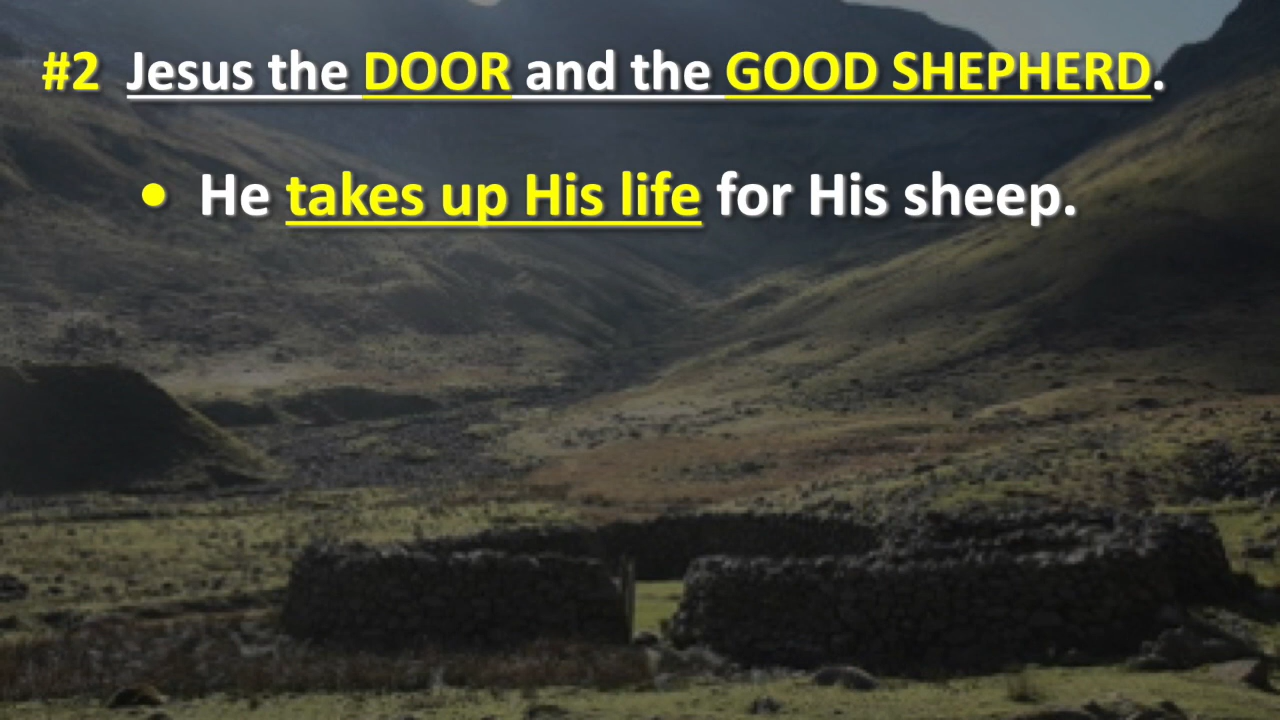 #2 Jesus the DOOR and the GOOD SHEPHERD.
• He takes up His life for His sheep.